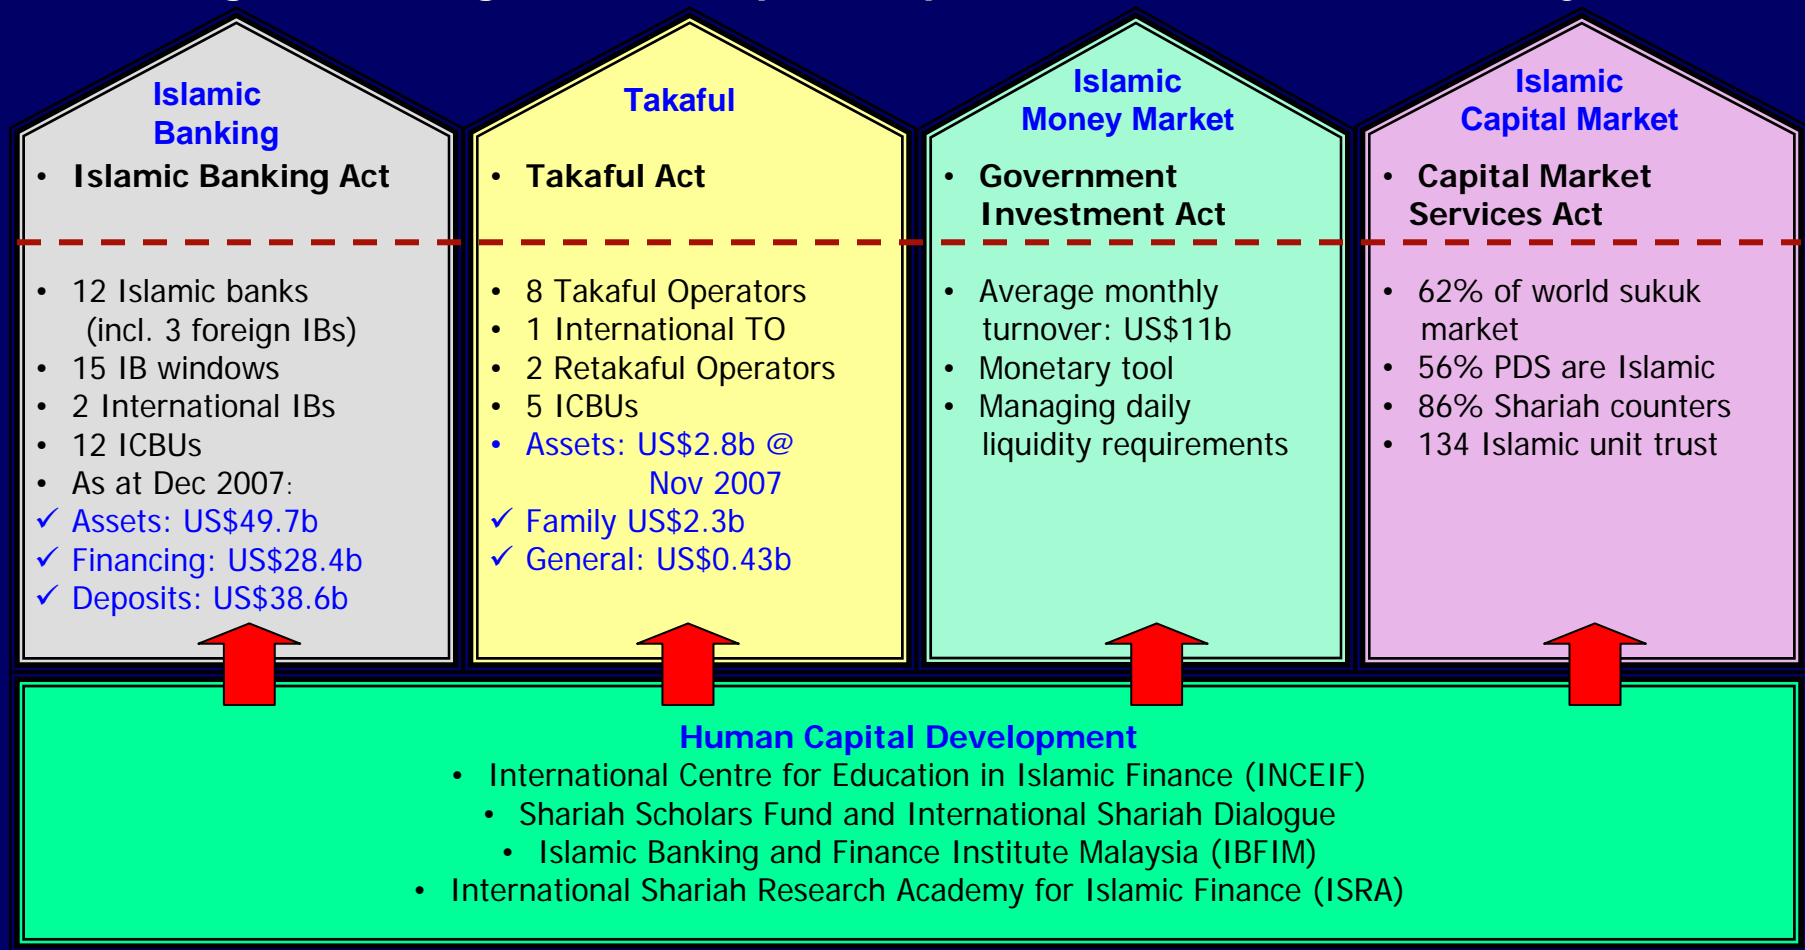 Islamic
Banking
• Islamic Banking Act
• 12 Islamic banks
(incl. 3 foreign IBs)
• 15 IB windows
• 2 International IBs
• 12 ICBUs
• As at Dec 2007:
✓ Assets: US$49.7b
✓ Financing: US$28.4b
✓ Deposits: US$38.6b
Takaful
• Takaful Act
• 8 Takaful Operators
• 1 International TO
• 2 Retakaful Operators
• 5 ICBUs
• Assets: US$2.8b @
Nov 2007
✓ Family US$2.3b
✓ General: US$0.43b
Islamic
Money Market
• Government
Investment Act
• Average monthly
turnover: US$11b
• Monetary tool
• Managing daily
liquidity requirements
Islamic
Capital Market
• Capital Market
Services Act
• 62% of world sukuk
market
• 56% PDS are Islamic
• 86% Shariah counters
• 134 Islamic unit trust
Human Capital Development
• International Centre for Education in Islamic Finance (INCEIF)
• Shariah Scholars Fund and International Shariah Dialogue
• Islamic Banking and Finance Institute Malaysia (IBFIM)
• International Shariah Research Academy for Islamic Finance (ISRA)